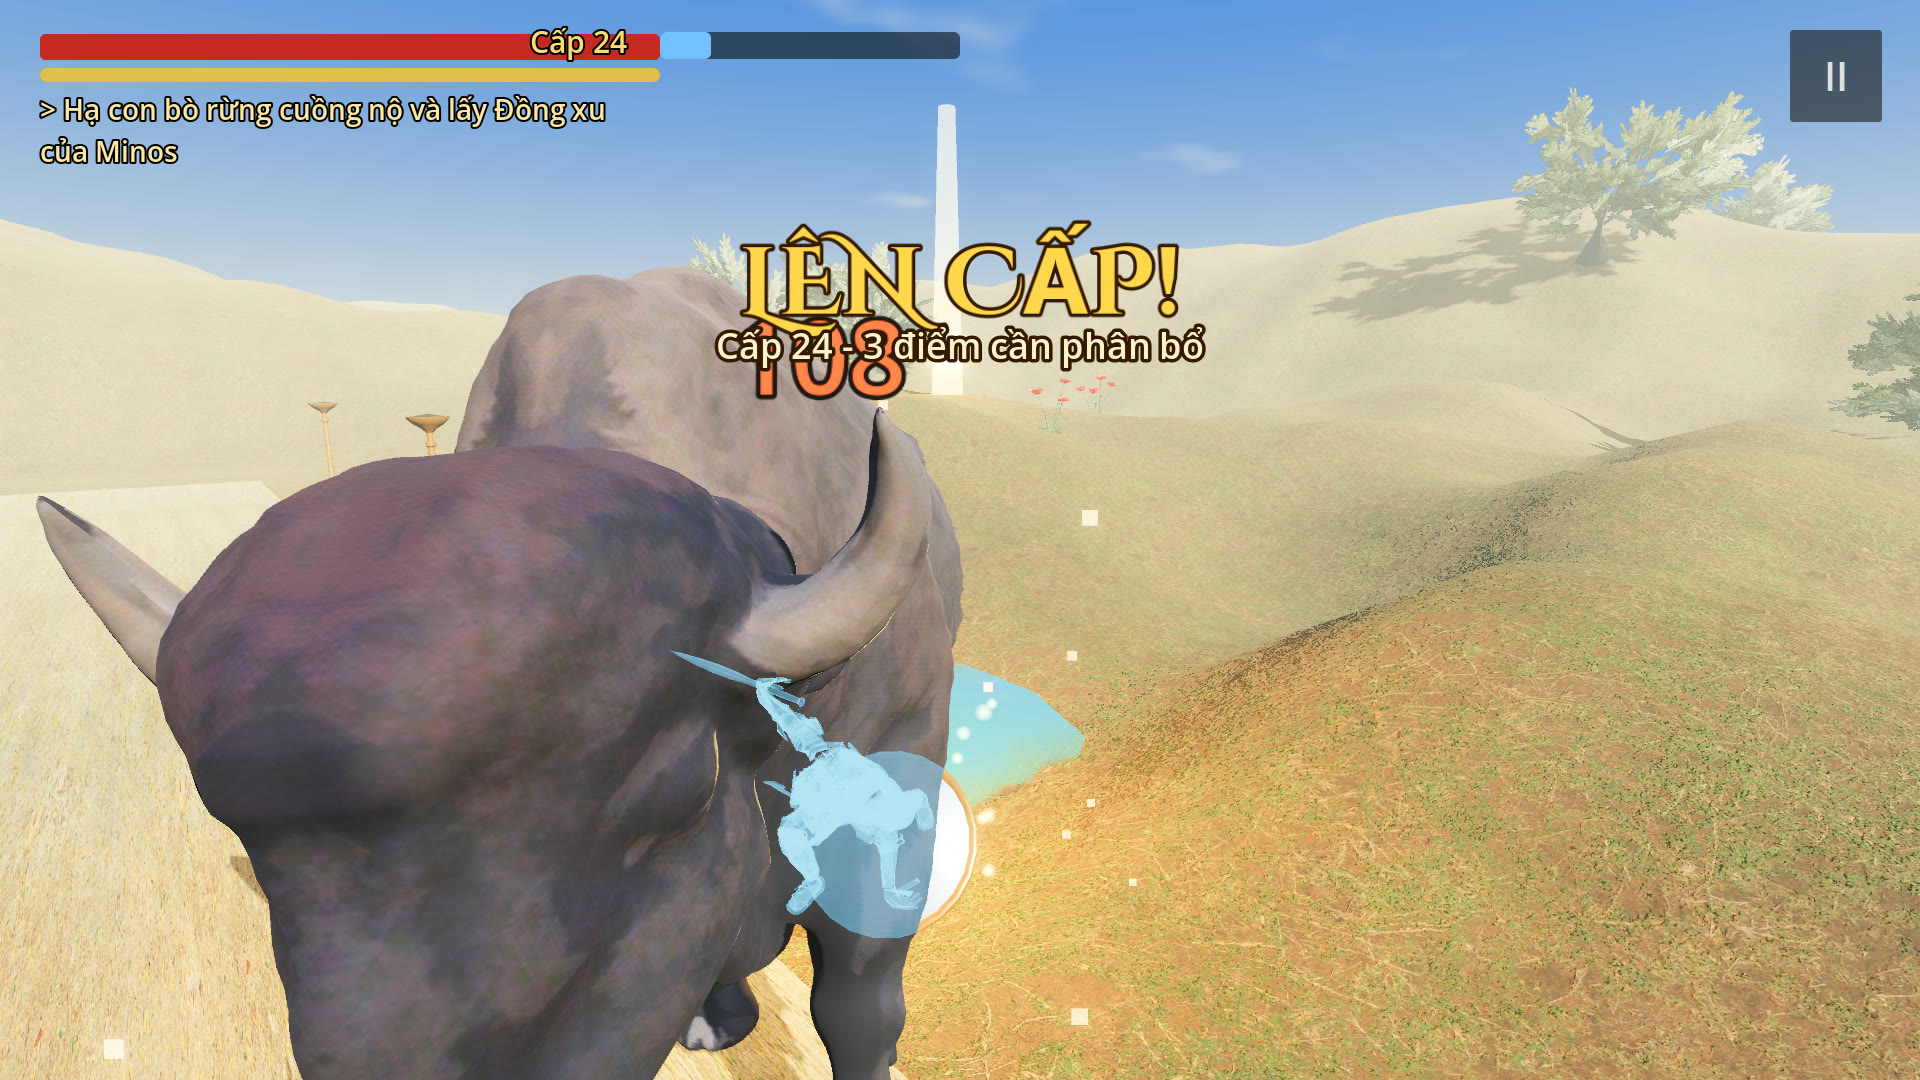 Cấp 24
> Hạ con bò rừng cuồng nộ và lấy Đồng xu
của Minos
LÊN CẤP!
Cấp 24 - 3 điểm cần phân bổ
108